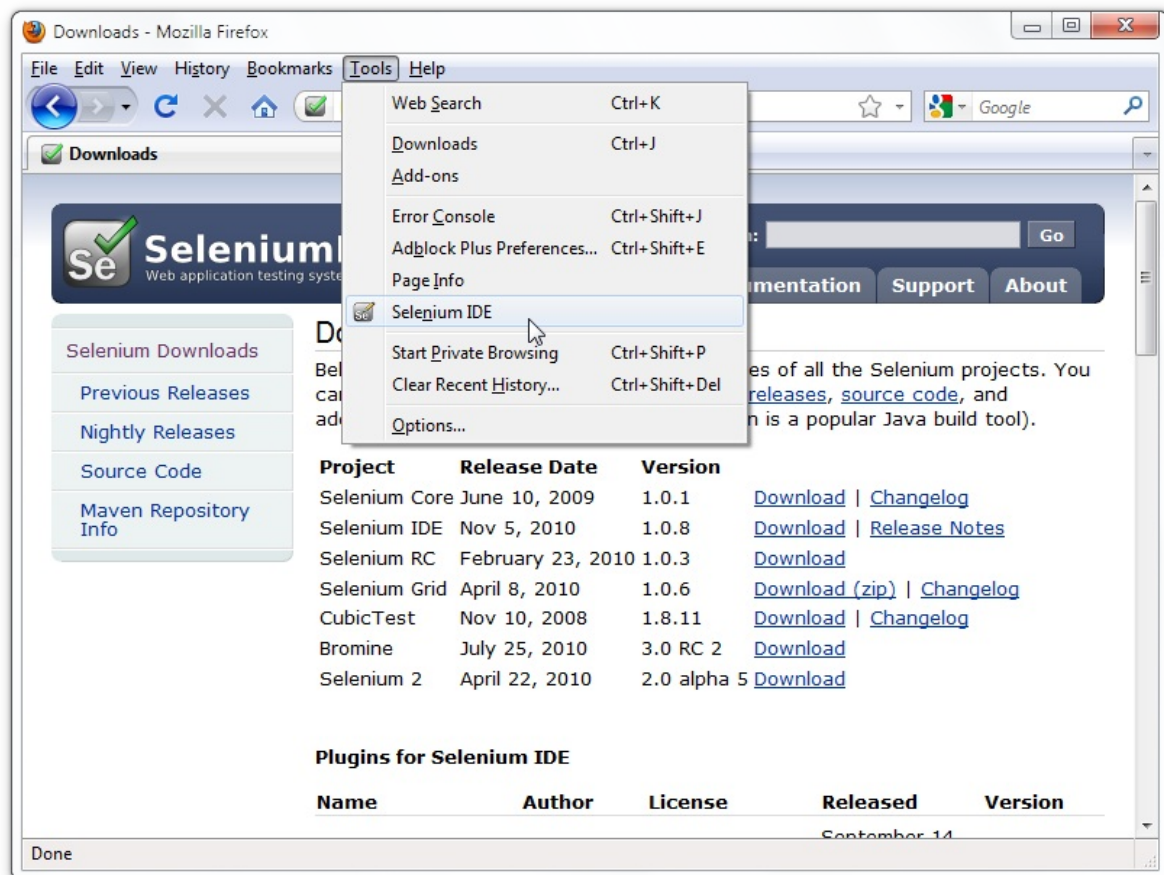 Downloads - Mozilla Firefox
File Edit View History Bookmarks Tools Help
Google
Downloads
Web Search Ctrl+K
Downloads Ctrl+J
Add-ons
Error Console Ctrl+Shift+J
Adblock Plus Preferences... Ctrl+Shift+E
Page Info
Selenium IDE
Start Private Browsing Ctrl+Shift+P
Clear Recent History... Ctrl+Shift+Del
Options...
Se
Web application testing
Go
Support About
Selenium Downloads
Previous Releases
Nightly Releases
Source Code
Maven Repository
Info
es of all the Selenium projects. You
releases, source code, and
is a popular Java build tool).
Project Release Date Version
Selenium Core June 10, 2009 1.0.1 Download | Changelog
Selenium IDE Nov 5, 2010 1.0.8 Download | Release Notes
Selenium RC February 23, 2010 1.0.3 Download
Selenium Grid April 8, 2010 1.0.6 Download (zip) | Changelog
CubicTest Nov 10, 2008 1.8.11 Download | Changelog
Bromine July 25, 2010 3.0 RC 2 Download
Selenium 2 April 22, 2010 2.0 alpha 5 Download
Plugins for Selenium IDE
Name Author License Released Version
September 14
Done